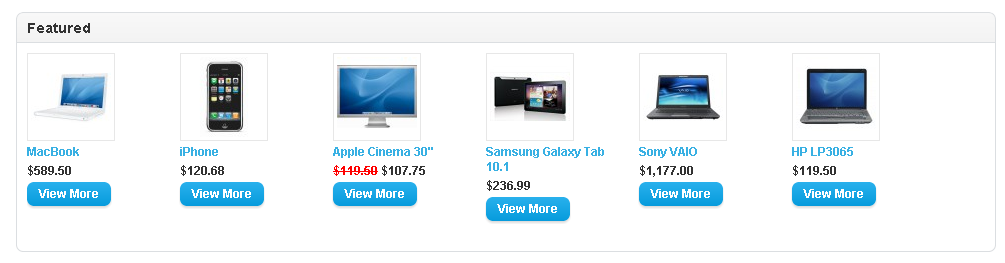 Featured
MacBook
$589.50
View More
iPhone
$120.68
View More
Apple Cinema 30"
$119.50 $107.75
View More
Samsung Galaxy Tab
10.1
$236.99
View More
Sony VAIO
$1,177.00
View More
HP LP3065
$119.50
View More